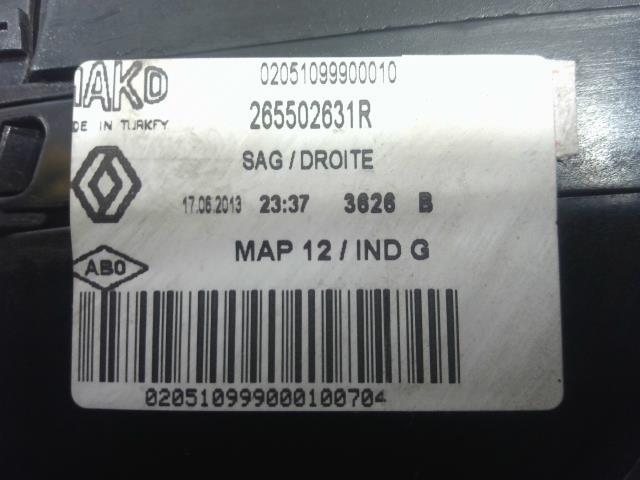 02051099900010
MAKO
265502631R
DE IN TURKEY
SAG / DROITE
17.06.2013 23:37 3626 B
MAP 12 / IND G
ABO
020510999000100704